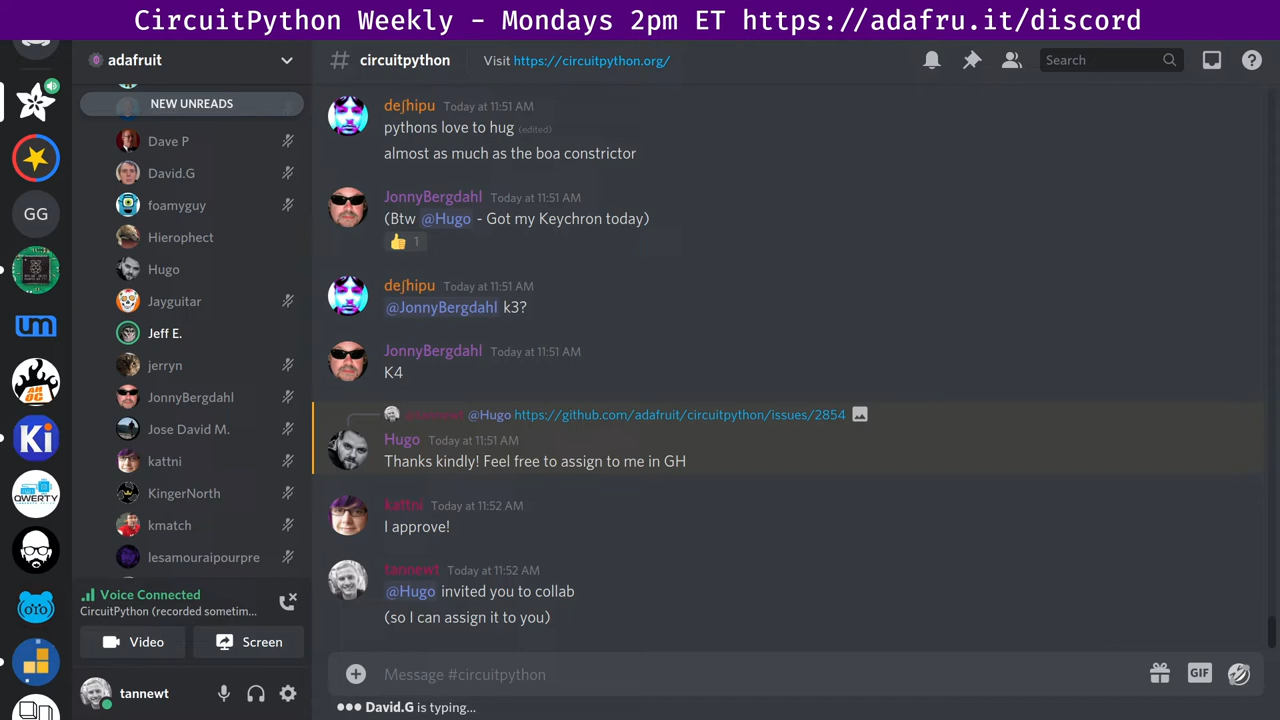 CircuitPython Weekly - Mondays 2pm ET https://adafru.it/discord
adafruit
NEW UNREADS
Dave P
David.G
foamyguy
Hierophect
Hugo
Jayguitar
Jeff E.
jerryn
JonnyBergdahl
Jose David M.
kattni
KingerNorth
kmatch
lesamouraipourpre
Voice Connected
CircuitPython (recorded sometim...
Video
Screen
tannewt
GG
um
AHOC
Ki
QWERTY
# circuitpython
Visit https://circuitpython.org/
Search
deʃhipu Today at 11:51 AM
pythons love to hug (edited)
almost as much as the boa constrictor
JonnyBergdahl Today at 11:51 AM
(Btw @Hugo - Got my Keychron today)
👍 1
deʃhipu Today at 11:51 AM
@JonnyBergdahl k3?
JonnyBergdahl Today at 11:51 AM
K4
tannewt @Hugo https://github.com/adafruit/circuitpython/issues/2854
Hugo Today at 11:51 AM
Thanks kindly! Feel free to assign to me in GH
kattni Today at 11:52 AM
I approve!
tannewt Today at 11:52 AM
@Hugo invited you to collab
(so I can assign it to you)
Message #circuitpython
GIF
David.G is typing...